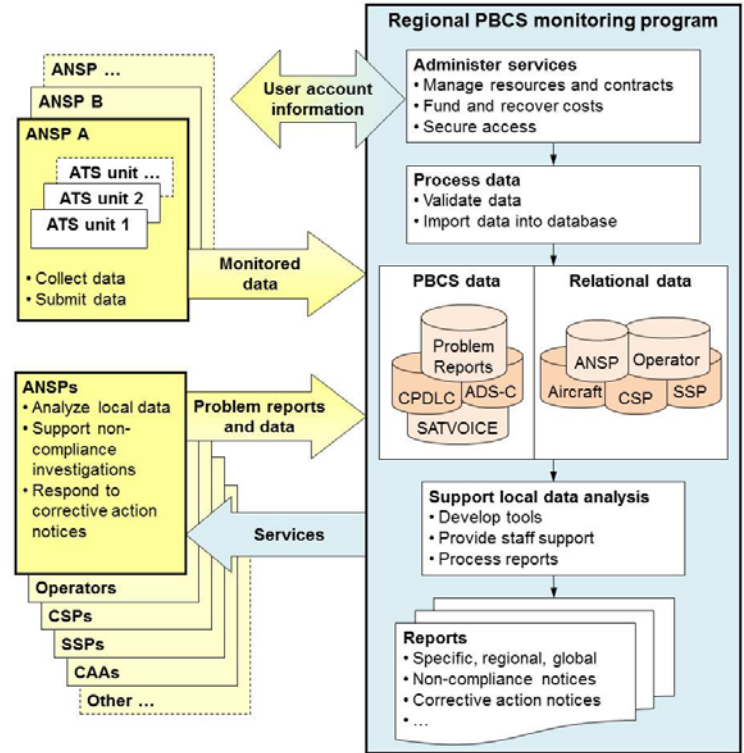 Regional PBCS monitoring program
ANSP …
ANSP B
ANSP A
ATS unit …
ATS unit 2
ATS unit 1
• Collect data
• Submit data
User account
information
Monitored
data
Administer services
• Manage resources and contracts
• Fund and recover costs
• Secure access
Process data
• Validate data
• Import data into database
PBCS data
Problem
Reports
CPDLC
ADS-C
SATVOICE
Relational data
ANSP
Operator
Aircraft
CSP
SSP
ANSPs
• Analyze local data
• Support non-
compliance
investigations
• Respond to
corrective action
notices
Operators
CSPs
SSPs
CAAs
Other …
Problem reports
and data
Services
Support local data analysis
• Develop tools
• Provide staff support
• Process reports
Reports
• Specific, regional, global
• Non-compliance notices
• Corrective action notices
• …